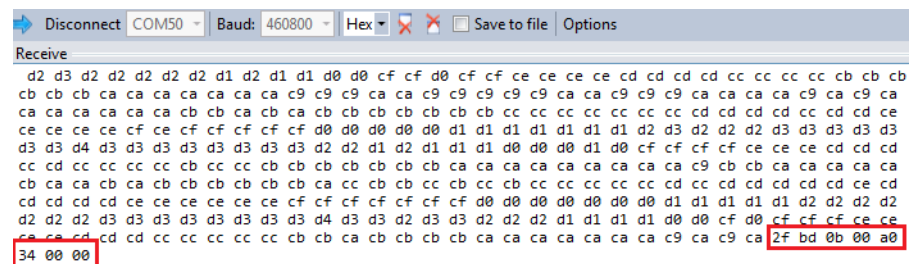 Disconnect COM50 Baud: 460800 Hex Save to file Options
Receive
d2 d3 d2 d2 d2 d2 d2 d1 d2 d1 d1 d0 d0 cf cf d0 cf cf ce ce ce ce cd cd cd cd cc cc cc cc cb cb cb
cb cb cb ca ca ca ca ca ca c9 c9 c9 ca ca c9 c9 c9 c9 ca ca c9 c9 c9 ca ca ca ca c9 ca c9 ca
ca ca ca ca ca cb cb ca cb ca cb cb cb cb cb cb cb cc cc cc cc cc cc cc cd cd cd cd cc cd cd ce
ce ce ce ce cf ce cf cf cf cf cf d0 d0 d0 d0 d0 d1 d1 d1 d1 d1 d1 d1 d2 d3 d2 d2 d2 d3 d3 d3 d3 d3
d3 d3 d4 d3 d3 d3 d3 d3 d3 d3 d3 d2 d2 d1 d2 d1 d1 d1 d0 d0 d0 d1 d0 cf cf cf cf ce ce ce cd cd cd
cc cd cc cc cc cc cb cc cc cb cb cb cb cb cb cb ca ca ca ca ca ca ca ca ca c9 cb cb ca ca ca ca ca
cb ca ca cb ca cb cb cb cb cb cb ca cc cb cb cb cc cb cc cb cc cc cc cc cc cd cc cd cd cd cd cd ce cd
cd cd cd cd ce ce ce ce ce ce ce cf cf cf cf cf cf cf d0 d0 d0 d0 d0 d0 d0 d1 d1 d1 d1 d1 d2 d2 d2 d2
d2 d2 d2 d3 d3 d3 d3 d3 d3 d3 d3 d4 d3 d3 d2 d3 d3 d2 d2 d2 d1 d1 d1 d1 d0 d0 cf d0 cf cf cf ce ce
ce ce cd cd cd cc cc cc cc cc cb cb ca cb cb cb cb ca ca ca ca ca ca ca c9 ca c9 ca 2f bd 0b 00 a0
34 00 00